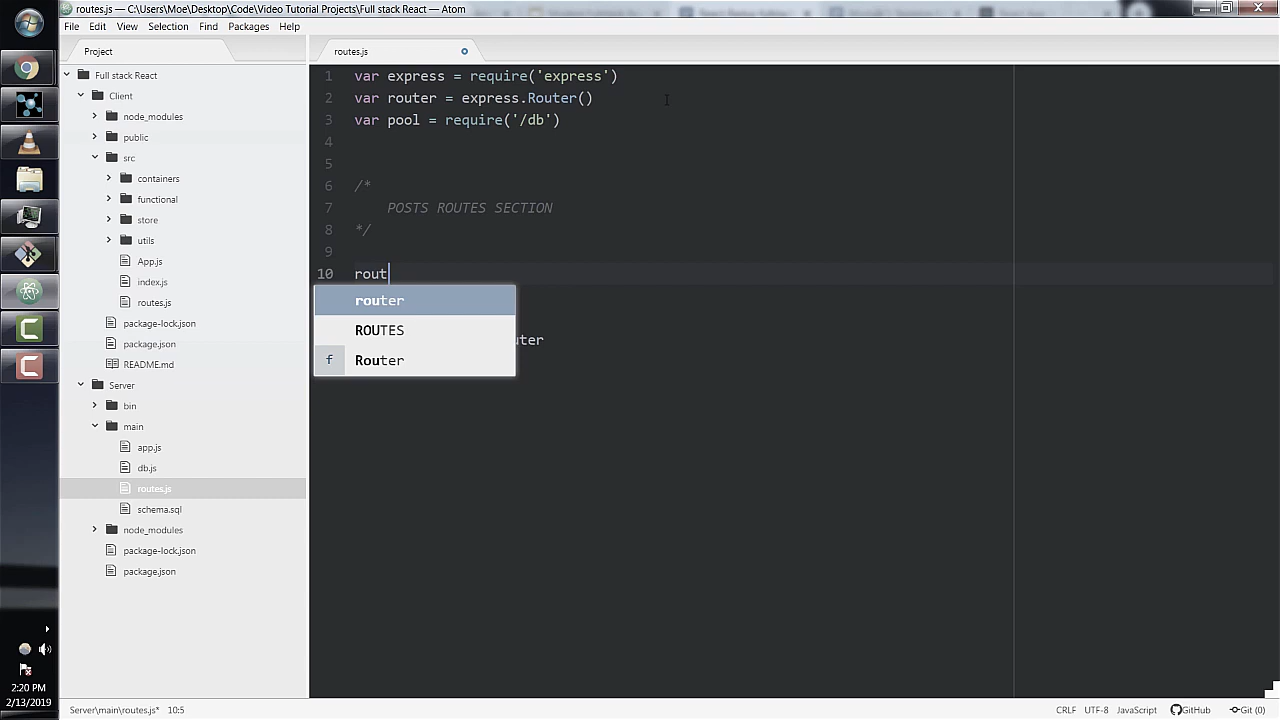 routes.js — C:\Users\Moe\Desktop\Code\Video Tutorial Projects\Full stack React — Atom
File Edit View Selection Find Packages Help
Project
routes.js
Full stack React
Client
node_modules
public
src
containers
functional
store
utils
App.js
index.js
routes.js
package-lock.json
package.json
README.md
Server
bin
main
app.js
db.js
routes.js
schema.sql
node_modules
package-lock.json
package.json
1 var express = require('express')
2 var router = express.Router()
3 var pool = require('/db')
4
5
6 /*
7 POSTS ROUTES SECTION
8 */
9
10 rout
router
ROUTES
uter
f Router
2:20 PM
2/13/2019
Server\main\routes.js* 10:5
CRLF UTF-8 JavaScript GitHub Git (0)